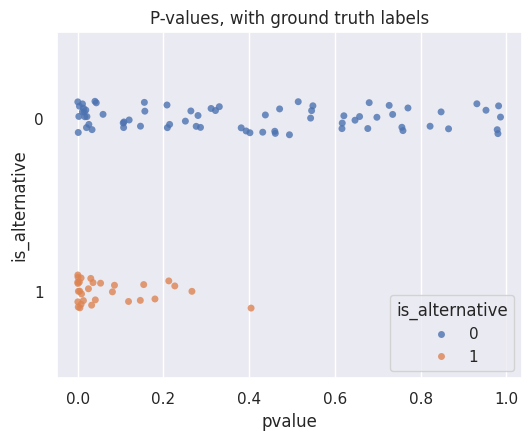 P-values, with ground truth labels
is_alternative
0
1
is_alternative
0
1
0.0 0.2 0.4 0.6 0.8 1.0
pvalue